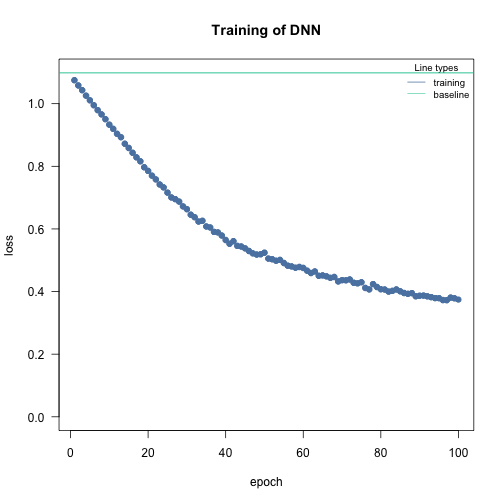 Training of DNN
Line types
training
baseline
1.0
0.8
0.6
0.4
0.2
0.0
loss
0 20 40 60 80 100
epoch